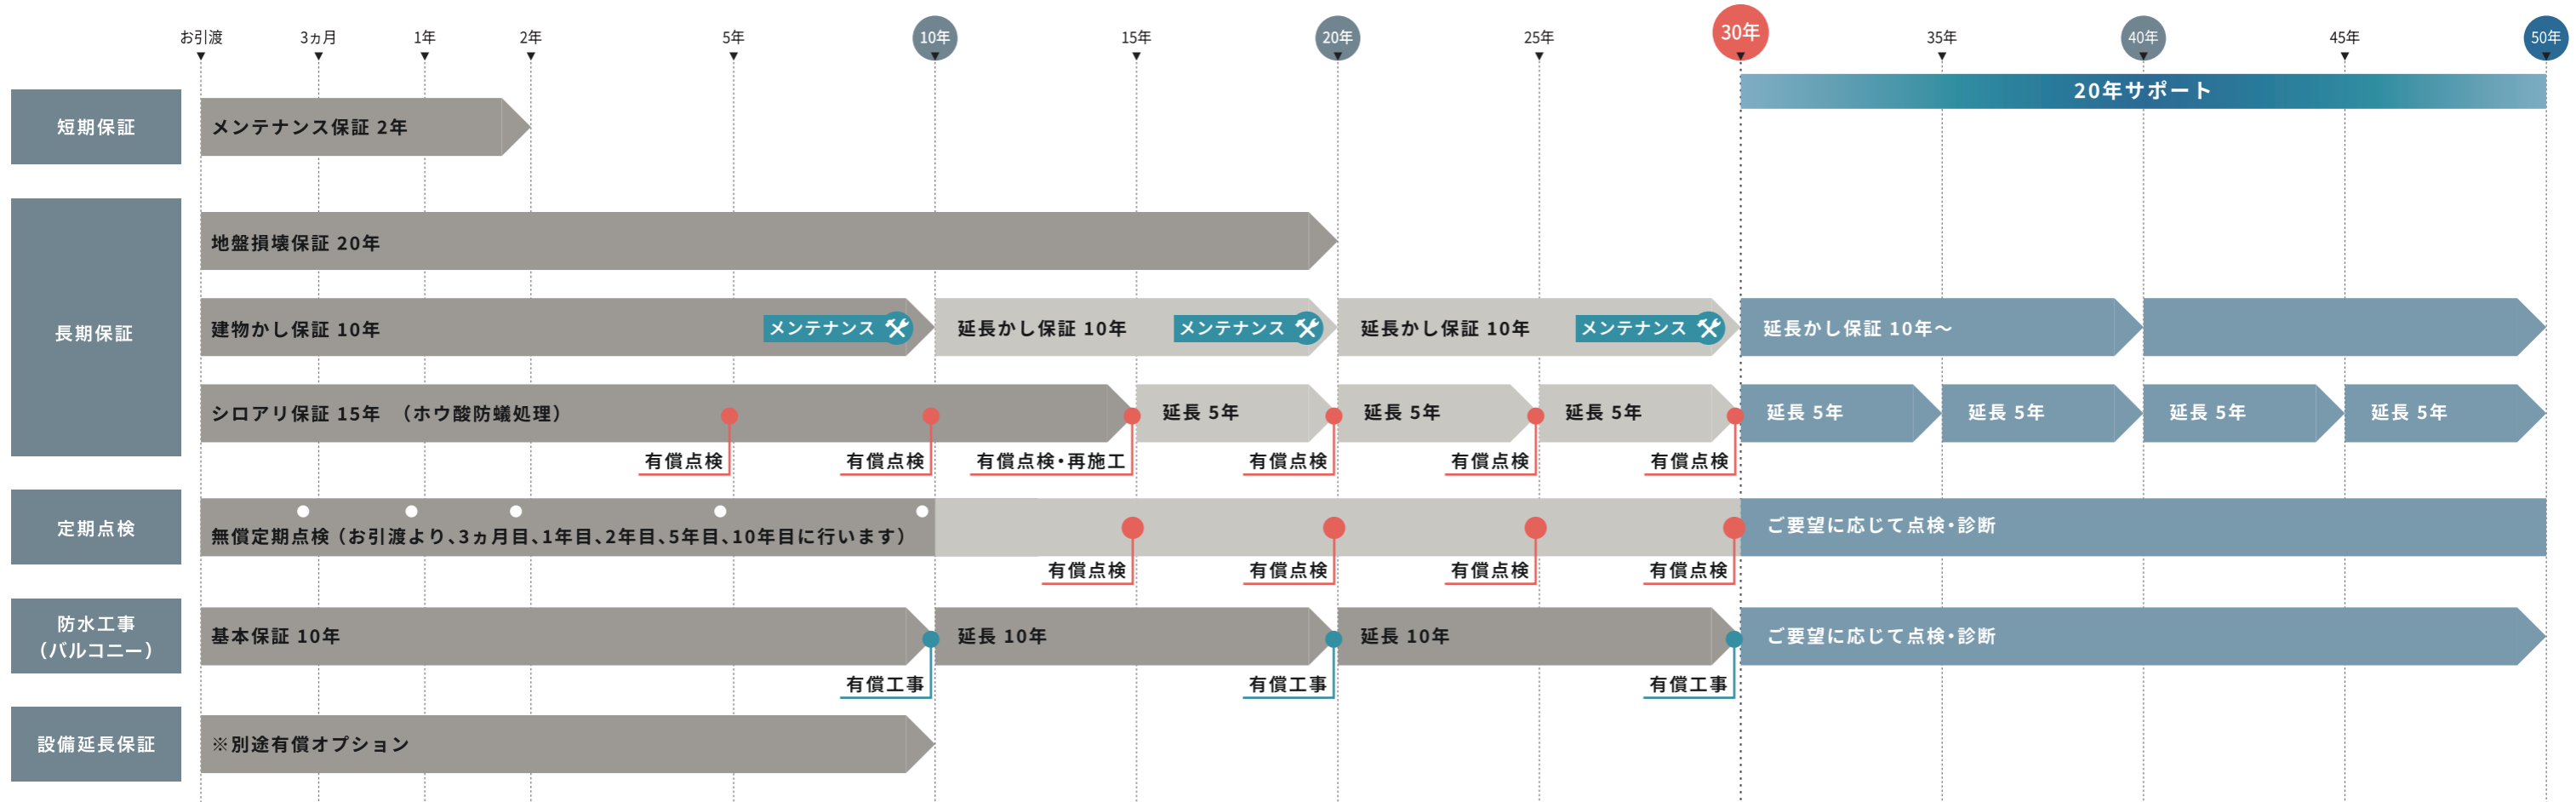 お引渡
3ヵ月
1年
2年
5年
10年
15年
20年
25年
30年
35年
40年
45年
50年
20年サポート
短期保証
メンテナンス保証 2年
長期保証
地盤損壊保証 20年
建物かし保証 10年
メンテナンス
延長かし保証 10年
メンテナンス
延長かし保証 10年
メンテナンス
延長かし保証 10年〜
シロアリ保証 15年 （ホウ酸防蟻処理）
延長 5年
延長 5年
延長 5年
延長 5年
延長 5年
延長 5年
延長 5年
有償点検
有償点検
有償点検・再施工
有償点検
有償点検
有償点検
定期点検
無償定期点検（お引渡より、3ヵ月目、1年目、2年目、5年目、10年目に行います）
ご要望に応じて点検・診断
有償点検
有償点検
有償点検
有償点検
防水工事
（バルコニー）
基本保証 10年
延長 10年
延長 10年
ご要望に応じて点検・診断
有償工事
有償工事
有償工事
設備延長保証
※別途有償オプション